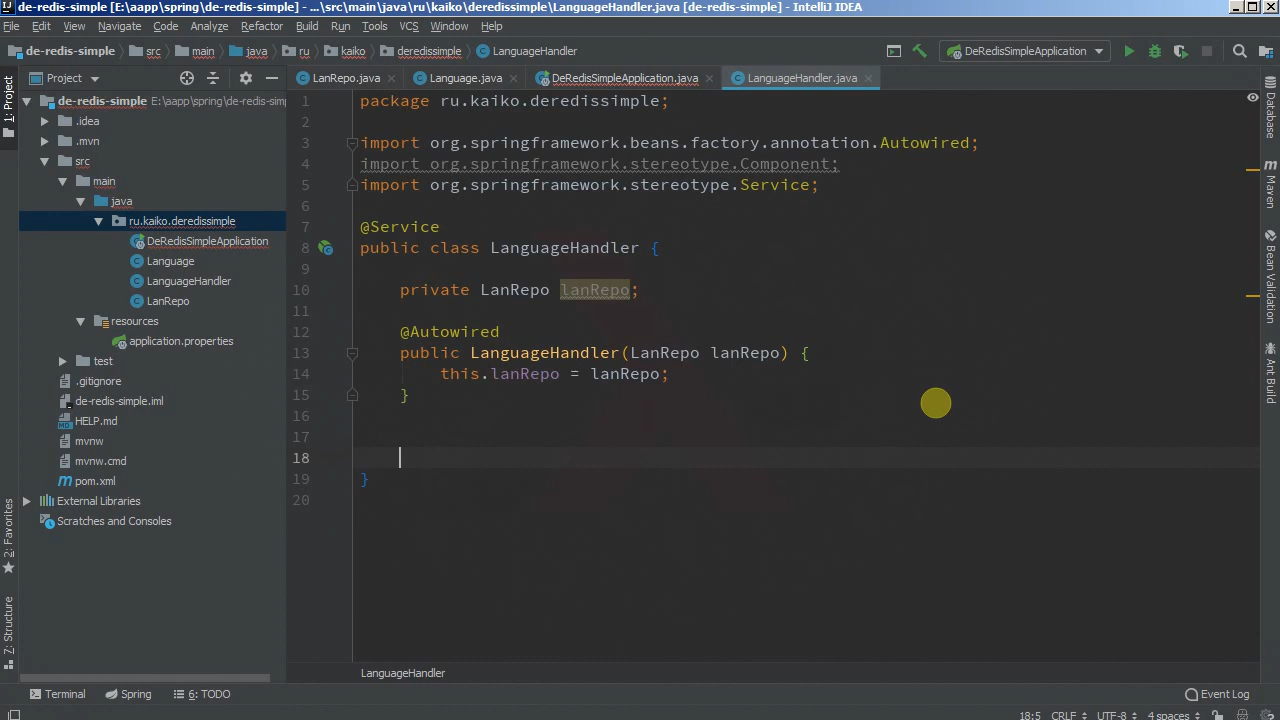 de-redis-simple [E:\aapp\spring\de-redis-simple] - ...\src\main\java\ru\kaiko\deredissimple\LanguageHandler.java [de-redis-simple] - IntelliJ IDEA
File Edit View Navigate Code Analyze Refactor Build Run Tools VCS Window Help
de-redis-simple src main java ru kaiko deredissimple LanguageHandler DeRedisSimpleApplication
Project LanRepo.java Language.java DeRedisSimpleApplication.java LanguageHandler.java
1: Project
2: Favorites
Z: Structure
de-redis-simple E:\aapp\spring\de-redis-sim
.idea
.mvn
src
main
java
ru.kaiko.deredissimple
DeRedisSimpleApplication
Language
LanguageHandler
LanRepo
resources
application.properties
test
.gitignore
de-redis-simple.iml
HELP.md
mvnw
mvnw.cmd
pom.xml
External Libraries
Scratches and Consoles
1 package ru.kaiko.deredissimple;
2
3 import org.springframework.beans.factory.annotation.Autowired;
4 import org.springframework.stereotype.Component;
5 import org.springframework.stereotype.Service;
6
7 @Service
8 public class LanguageHandler {
9
10 private LanRepo lanRepo;
11
12 @Autowired
13 public LanguageHandler(LanRepo lanRepo) {
14 this.lanRepo = lanRepo;
15 }
16
17
18
19 }
20
Database
Maven
Bean Validation
Ant Build
LanguageHandler
Terminal Spring 6: TODO Event Log
18:5 CRLF UTF-8 4 spaces